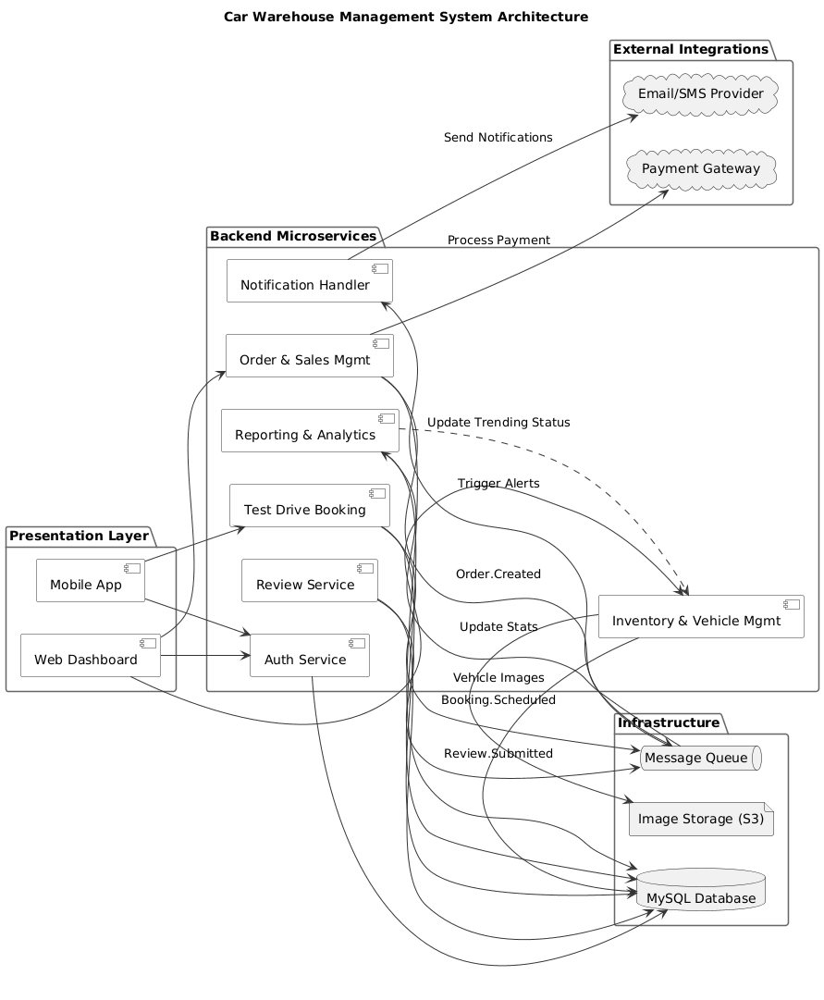 Car Warehouse Management System Architecture
External Integrations
Email/SMS Provider
Send Notifications
Payment Gateway
Backend Microservices
Process Payment
Notification Handler
Order & Sales Mgmt
Update Trending Status
Reporting & Analytics
Trigger Alerts
Test Drive Booking
Presentation Layer
Order.Created
Mobile App
Review Service
Inventory & Vehicle Mgmt
Update Stats
Web Dashboard
Auth Service
Vehicle Images
Booking.Scheduled
Infrastructure
Review.Submitted
Message Queue
Image Storage (S3)
MySQL Database